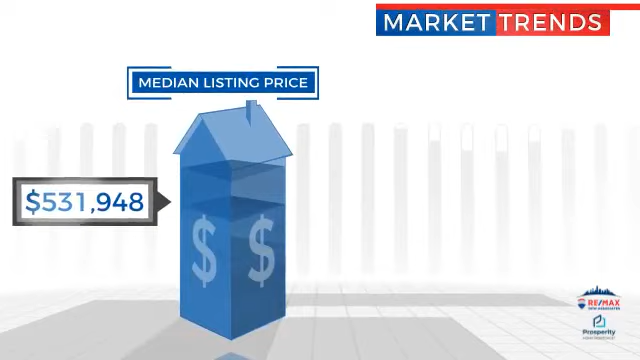 MARKET TRENDS
MEDIAN LISTING PRICE
$531,948
$ $
RE/MAX
Prosperity